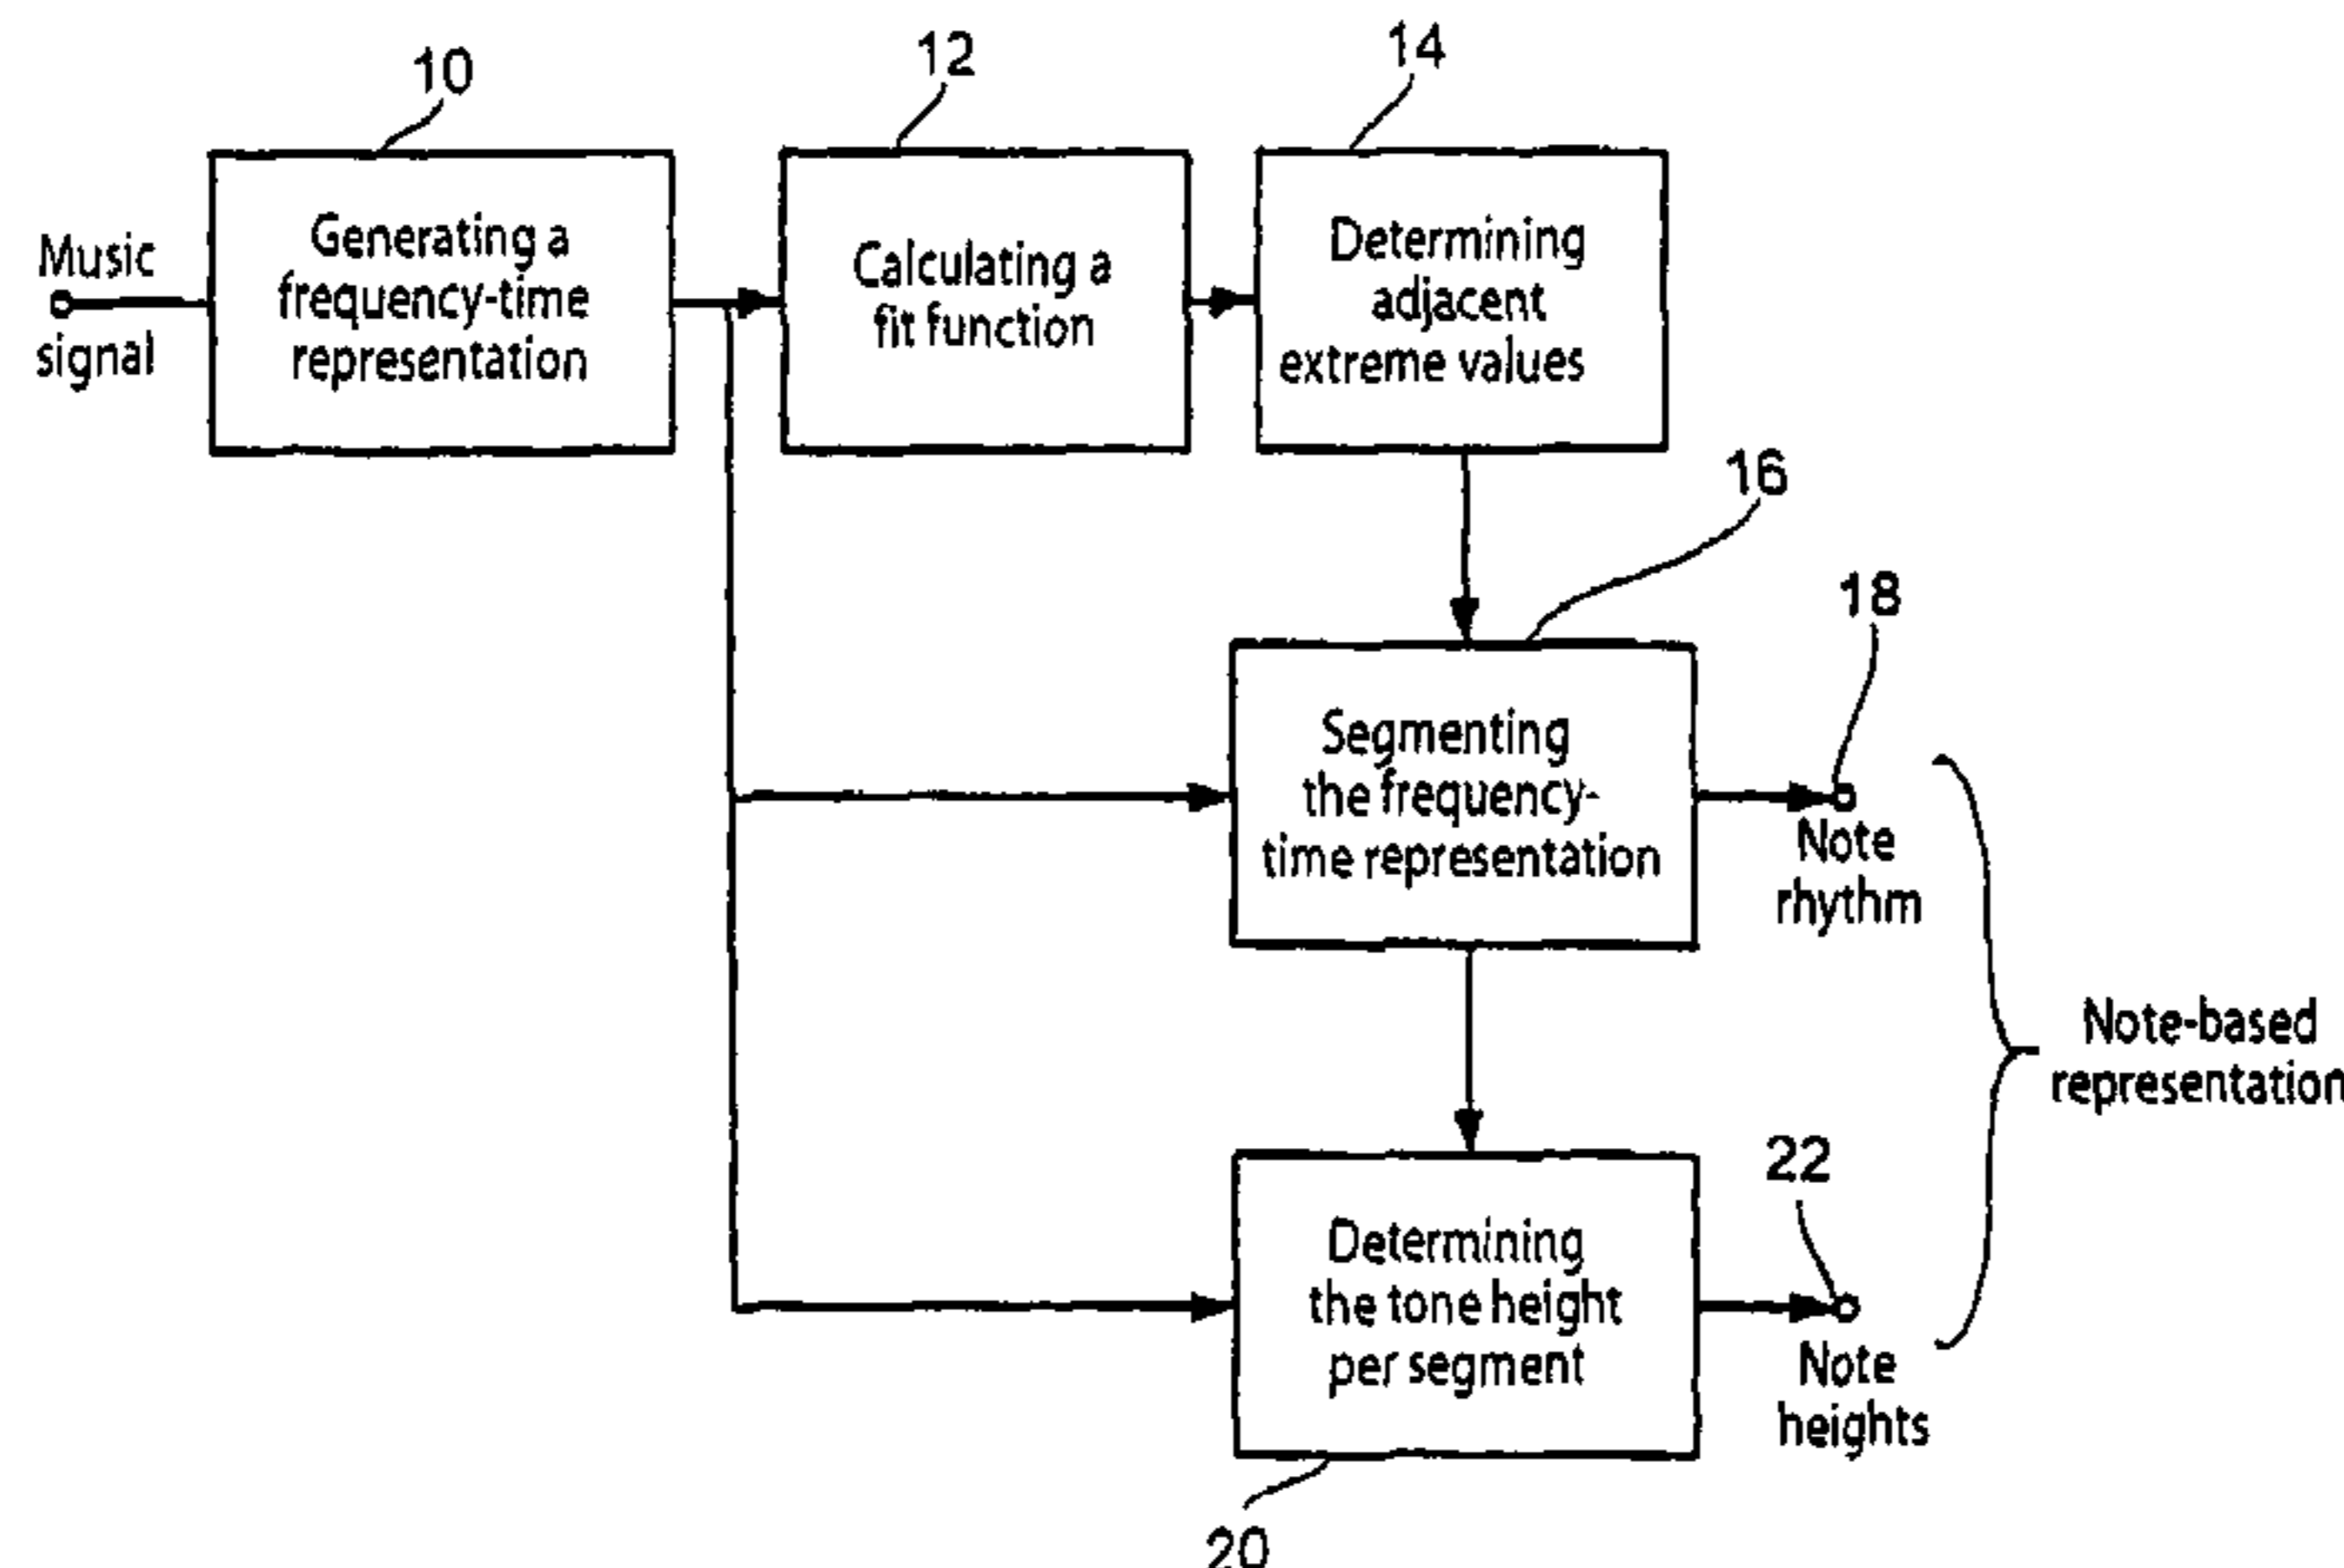 10
12
14
Music
signal
Generating a
frequency-time
representation
Calculating a
fit function
Determining
adjacent
extreme values
16
18
Segmenting
the frequency-
time representation
Note
rhythm
Note-based
representation
22
Determining
the tone height
per segment
Note
heights
20